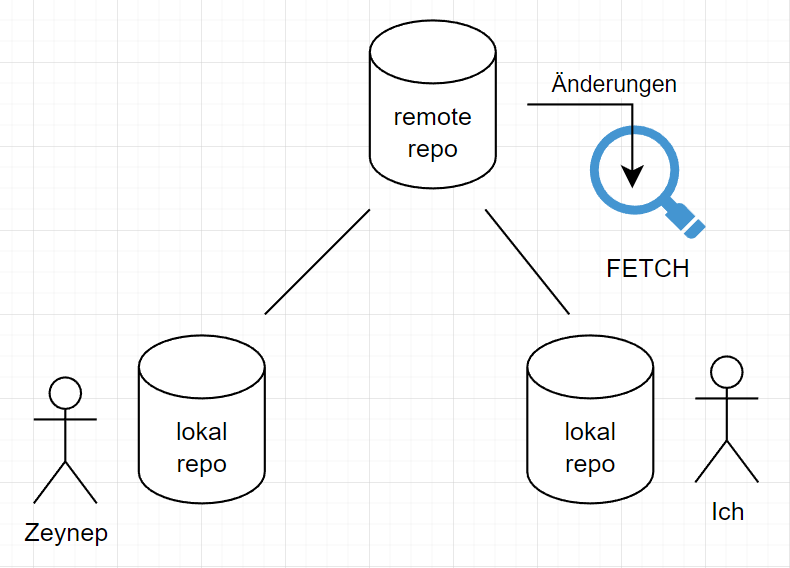 Änderungen
remote
repo
FETCH
lokal
repo
lokal
repo
Zeynep
Ich